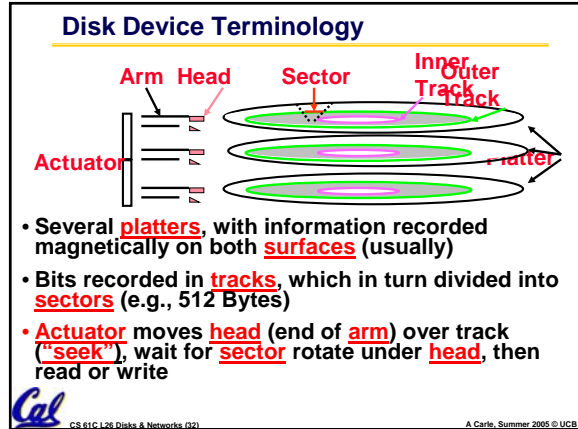 Disk Device Terminology
Arm Head Sector Inner Track Outer Track
Actuator
Platter
• Several platters, with information recorded
magnetically on both surfaces (usually)
• Bits recorded in tracks, which in turn divided into
sectors (e.g., 512 Bytes)
• Actuator moves head (end of arm) over track
("seek"), wait for sector rotate under head, then
read or write
Cal
CS 61C L26 Disks & Networks (32)
A Carle, Summer 2005 © UCB